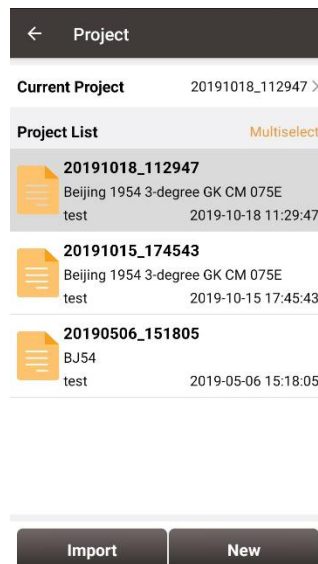 Project
Current Project 20191018_112947
Project List Multiselect
20191018_112947
Beijing 1954 3-degree GK CM 075E
test 2019-10-18 11:29:47
20191015_174543
Beijing 1954 3-degree GK CM 075E
test 2019-10-15 17:45:43
20190506_151805
BJ54
test 2019-05-06 15:18:05
Import New